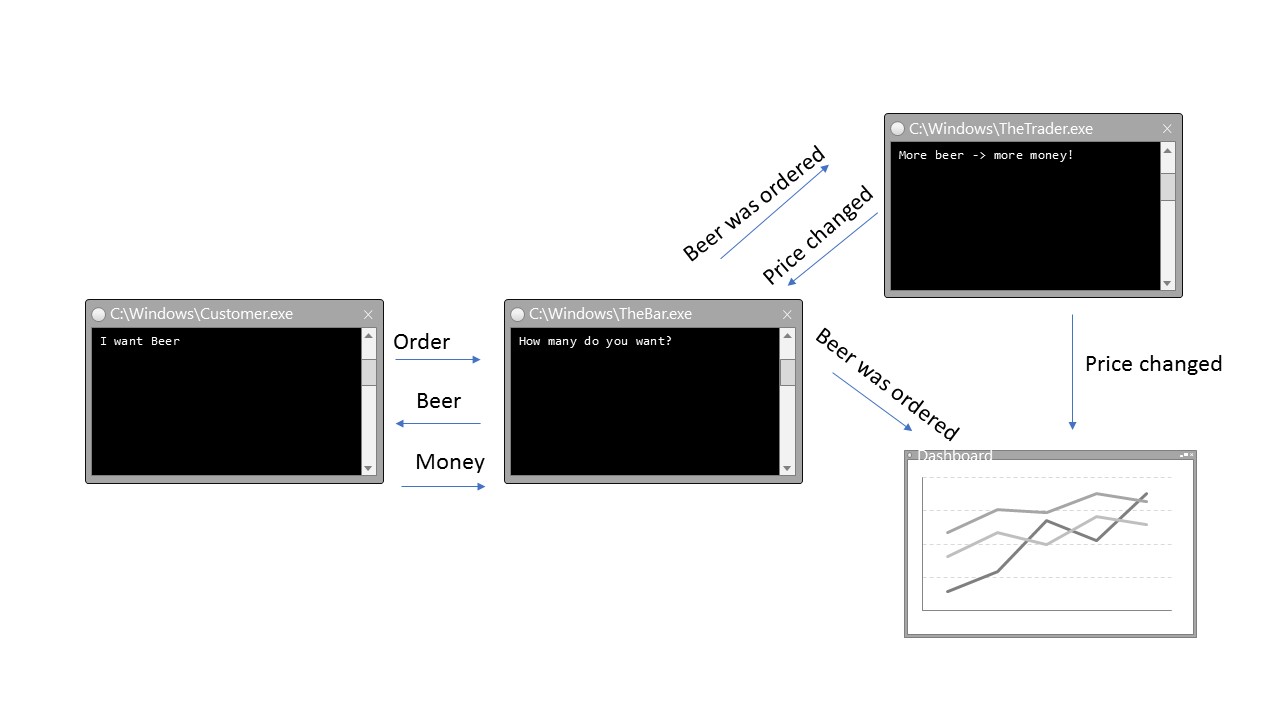 C:\Windows\TheTrader.exe
More beer -> more money!
Beer was ordered
Price changed
C:\Windows\Customer.exe
I want Beer
Order
Beer
Money
C:\Windows\TheBar.exe
How many do you want?
Beer was ordered
Price changed
Dashboard